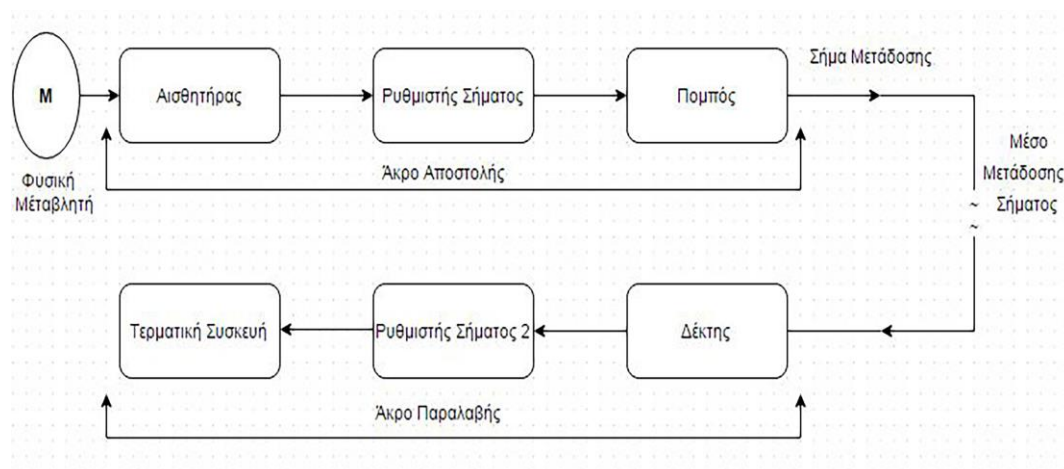 Σήμα Μετάδοσης
Μ
Αισθητήρας
Ρυθμιστής Σήματος
Πομπός
Μέσο
Μετάδοσης
Σήματος
Άκρο Αποστολής
Φυσική
Μέταβλητή
~
~
Τερματική Συσκευή
Ρυθμιστής Σήματος 2
Δέκτης
Άκρο Παραλαβής